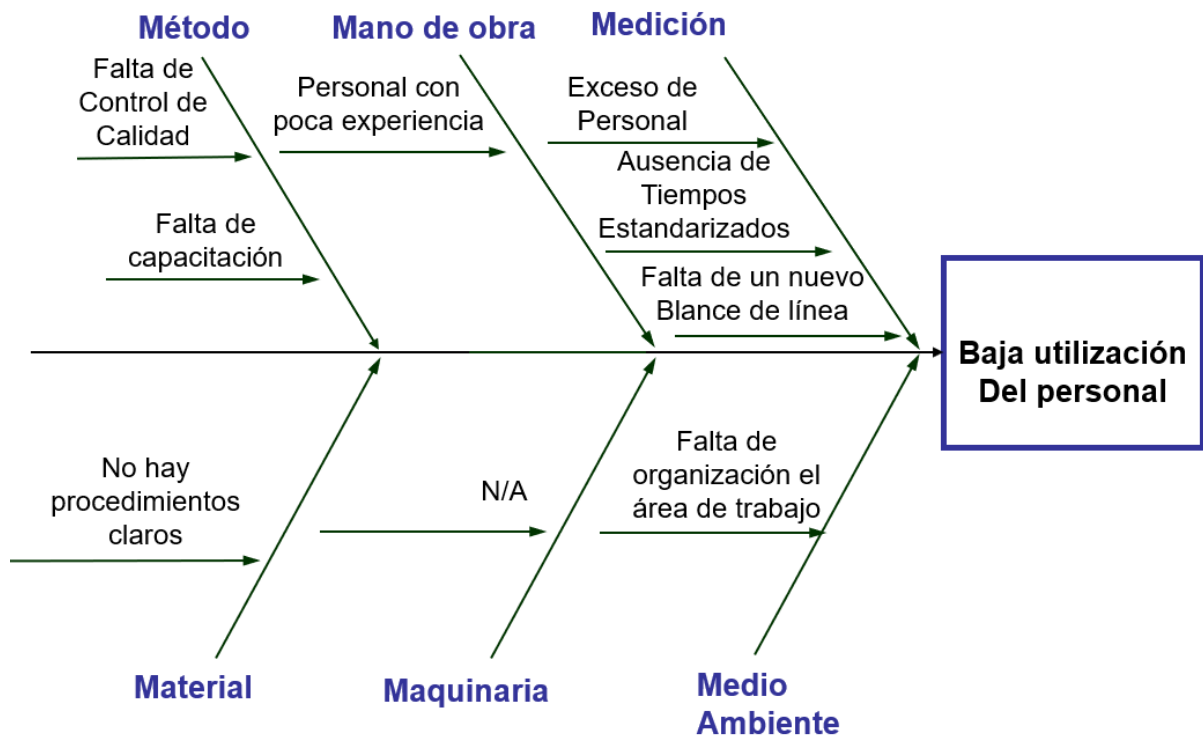 Método
Mano de obra
Medición
Falta de
Control de
Calidad
Falta de
capacitación
Personal con
poca experiencia
Exceso de
Personal
Ausencia de
Tiempos
Estandarizados
Falta de un nuevo
Blance de línea
Baja utilización
Del personal
No hay
procedimientos
claros
N/A
Falta de
organización el
área de trabajo
Material
Maquinaria
Medio
Ambiente